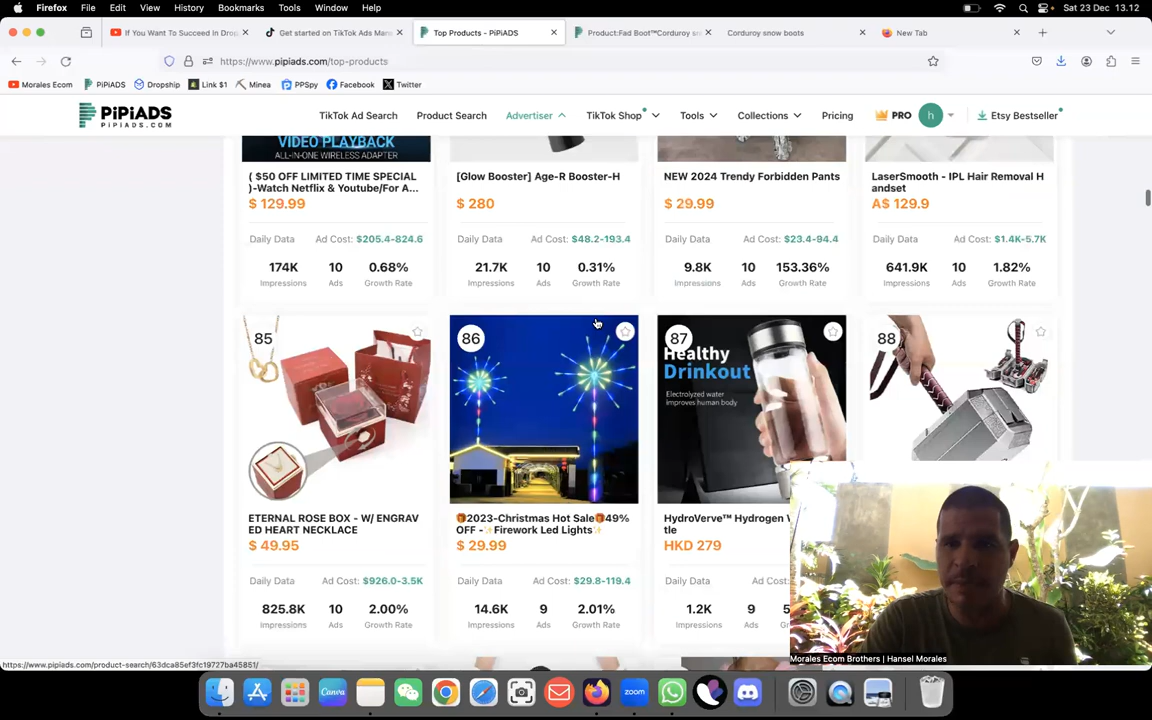 Firefox File Edit View History Bookmarks Tools Window Help Sat 23 Dec 13.12
If You Want To Succeed In Drop Get started on TikTok Ads Man Top Products - PiPiADS Product:Fad Boot™Corduroy sn Corduroy snow boots New Tab
https://www.pipiads.com/top-products
Morales Ecom PiPiADS Dropship Link $1 Minea PPSpy Facebook Twitter
PiPiADS
PIPIADS.COM
TikTok Ad Search Product Search Advertiser TikTok Shop Tools Collections Pricing PRO h Etsy Bestseller
VIDEO PLAYBACK
ALL-IN-ONE WIRELESS ADAPTER
( $50 OFF LIMITED TIME SPECIAL
)-Watch Netflix & Youtube/For A...
$ 129.99
Daily Data Ad Cost: $205.4-824.6
174K 10 0.68%
Impressions Ads Growth Rate
[Glow Booster] Age-R Booster-H
$ 280
Daily Data Ad Cost: $48.2-193.4
21.7K 10 0.31%
Impressions Ads Growth Rate
NEW 2024 Trendy Forbidden Pants
$ 29.99
Daily Data Ad Cost: $23.4-94.4
9.8K 10 153.36%
Impressions Ads Growth Rate
LaserSmooth - IPL Hair Removal H
andset
A$ 129.9
Daily Data Ad Cost: $1.4K-5.7K
641.9K 10 1.82%
Impressions Ads Growth Rate
85
ETERNAL ROSE BOX - W/ ENGRAV
ED HEART NECKLACE
$ 49.95
Daily Data Ad Cost: $926.0-3.5K
825.8K 10 2.00%
Impressions Ads Growth Rate
86
🎁2023-Christmas Hot Sale🎁49%
OFF -✨Firework Led Lights✨
$ 29.99
Daily Data Ad Cost: $29.8-119.4
14.6K 9 2.01%
Impressions Ads Growth Rate
87
Healthy
Drinkout
Electrolyzed water
improves human body
HydroVerve™ Hydrogen
tle
HKD 279
Daily Data
1.2K 9
Impressions Ads
88
https://www.pipiads.com/product-search/63dca85ef3fc19727ba45851/
Morales Ecom Brothers | Hansel Morales
Canva
zoom